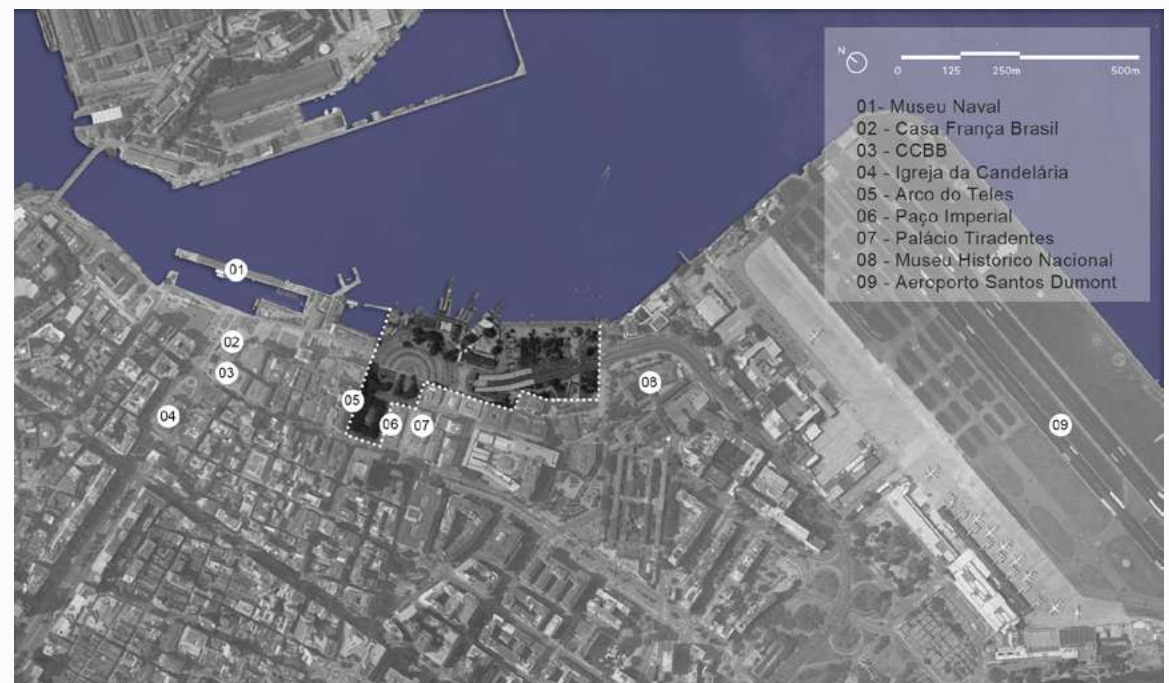 N
0 125 250m 500m
01- Museu Naval
02 - Casa França Brasil
03 - CCBB
04 - Igreja da Candelária
05 - Arco do Teles
06 - Paço Imperial
07 - Palácio Tiradentes
08 - Museu Histórico Nacional
09 - Aeroporto Santos Dumont
01
02
03
04
05
06
07
08
09